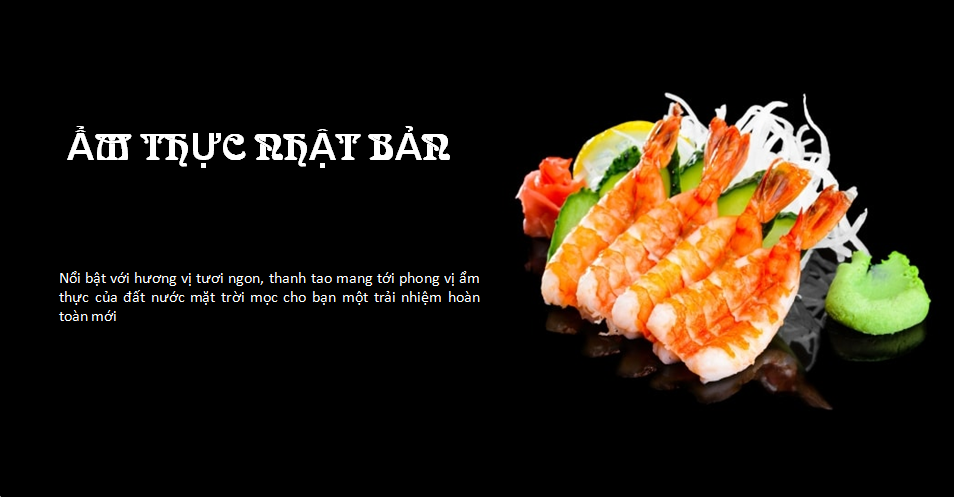 ẨM THỰC NHẬT BẢN
Nổi bật với hương vị tươi ngon, thanh tao mang tới phong vị ẩm
thực của đất nước mặt trời mọc cho bạn một trải nhiệm hoàn
toàn mới